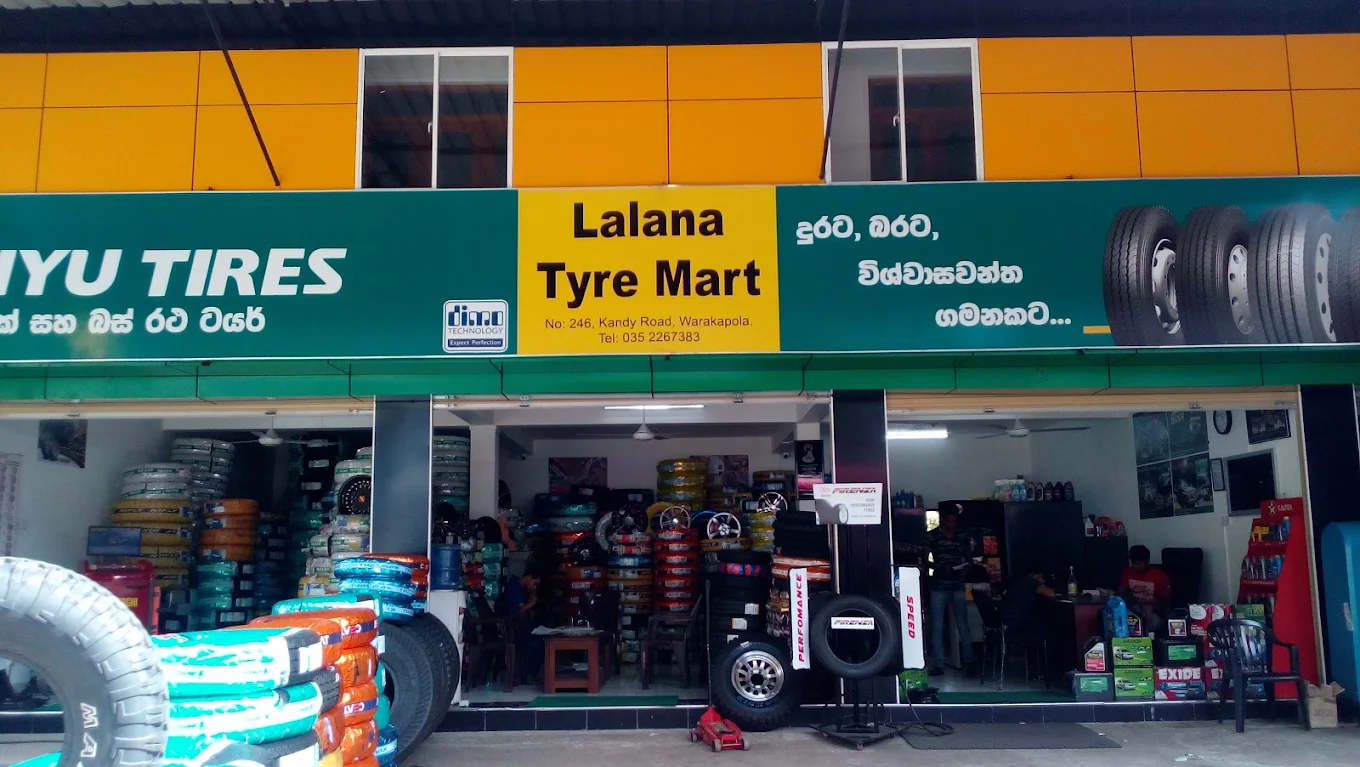 TIRES
සහ බස් රථ ටයර්
dimo
TECHNOLOGY
Expect Perfection
Lalana
Tyre Mart
No: 246, Kandy Road, Warakapola.
Tel: 035 2267383
දුරට, බරට,
විශ්වාසවන්ත
ගමනකට...
FIRENZA
PERFOMANCE
SPEED
FIRENZA
EXIDE
CALTEX